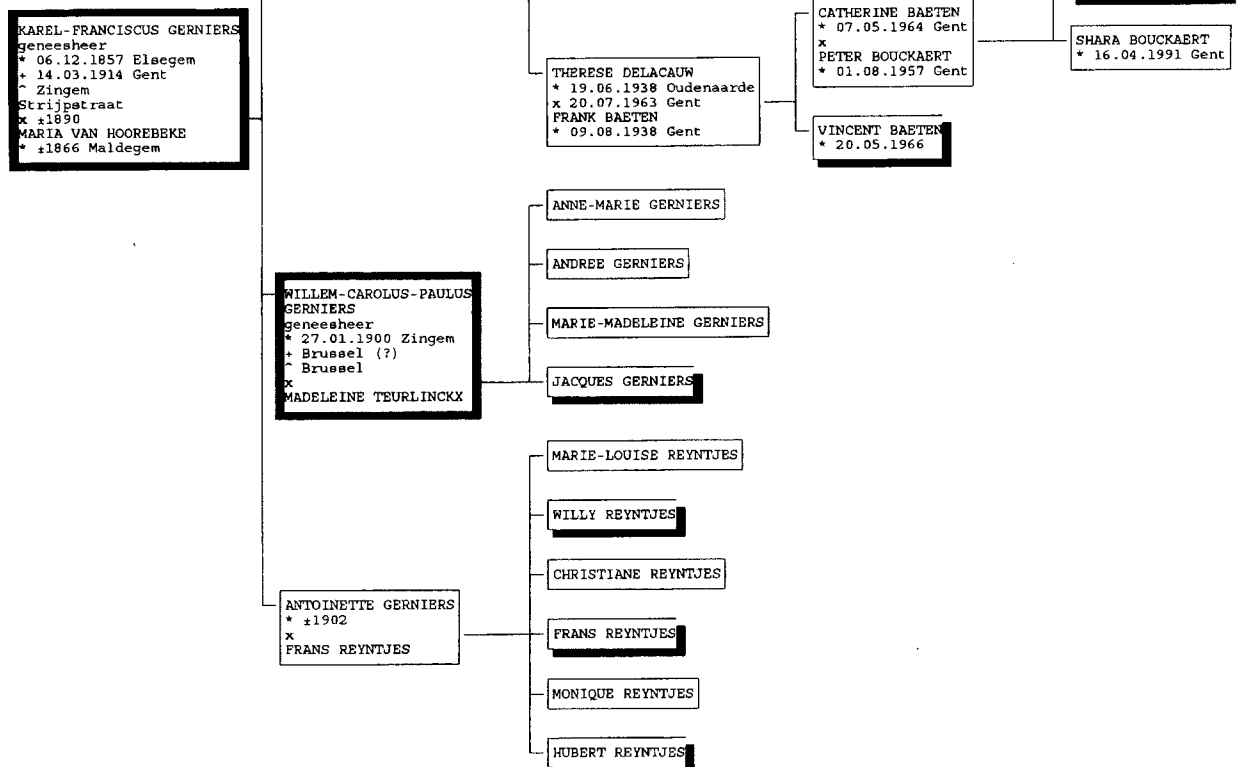 KAREL-FRANCISCUS GERNIERS
geneesheer
* 06.12.1857 Elsegem
+ 14.03.1914 Gent
^ Zingem
Strijpstraat
x ±1890
MARIA VAN HOOREBEKE
* ±1866 Maldegem
CATHERINE BAETEN
* 07.05.1964 Gent
x
PETER BOUCKAERT
* 01.08.1957 Gent
SHARA BOUCKAERT
* 16.04.1991 Gent
THERESE DELACAUW
* 19.06.1938 Oudenaarde
x 20.07.1963 Gent
FRANK BAETEN
* 09.08.1938 Gent
VINCENT BAETEN
* 20.05.1966
ANNE-MARIE GERNIERS
ANDREE GERNIERS
WILLEM-CAROLUS-PAULUS
GERNIERS
geneesheer
* 27.01.1900 Zingem
+ Brussel (?)
^ Brussel
x
MADELEINE TEURLINCKX
MARIE-MADELEINE GERNIERS
JACQUES GERNIERS
MARIE-LOUISE REYNTJES
WILLY REYNTJES
CHRISTIANE REYNTJES
ANTOINETTE GERNIERS
* ±1902
x
FRANS REYNTJES
FRANS REYNTJES
MONIQUE REYNTJES
HUBERT REYNTJES